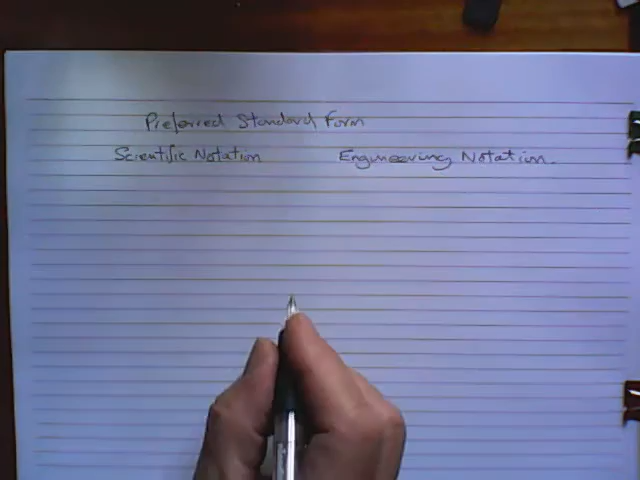 Preferred Standard Form
Scientific Notation Engineering Notation.